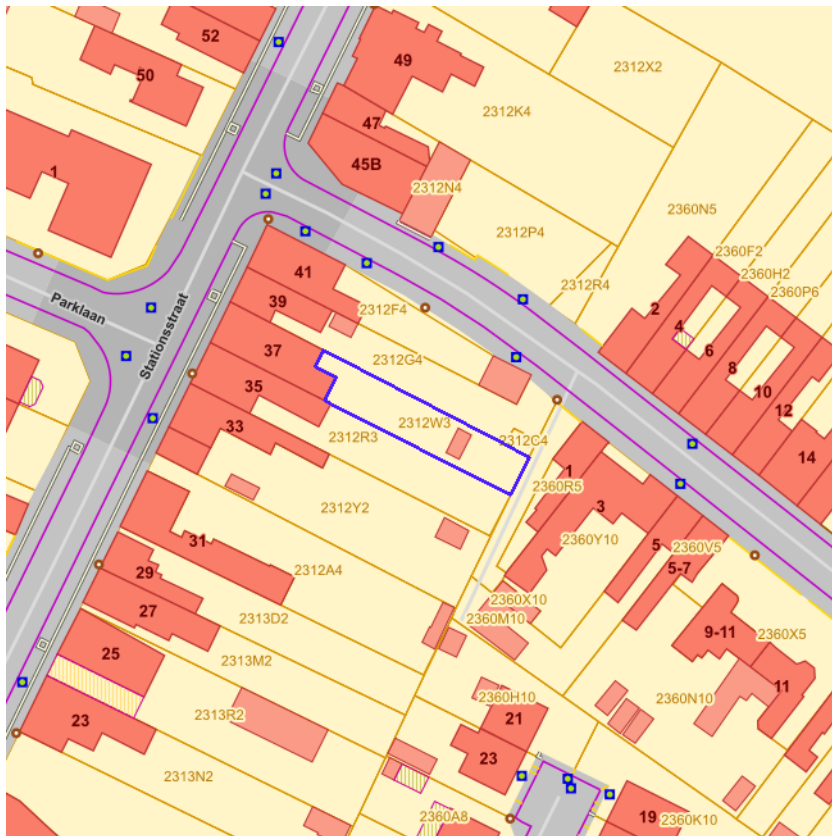 52
50
49
2312X2
2312K4
47
45B
1
2312N4
2360N5
2312P4
2360F2
2360H2
2360P6
41
2312R4
Parklaan
Stationsstraat
39
2312F4
2
4
6
37
2312G4
8
35
10
12
2312W3
33
2312R3
2312C4
14
1
2360R5
2312Y2
3
31
2360Y10
5
2360V5
5-7
2312A4
29
2360X10
27
2313D2
2360M10
9-11
2360X5
25
2313M2
11
2360H10
2360N10
23
2313R2
21
23
2313N2
2360A8
19
2360K10